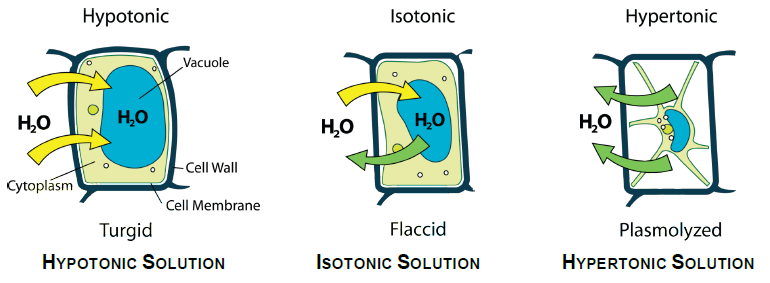 Hypotonic
Isotonic
Hypertonic
Vacuole
H₂O
H₂O
Cytoplasm
Cell Wall
Cell Membrane
H₂O
H₂O
H₂O
Turgid
Flaccid
Plasmolyzed
HYPOTONIC SOLUTION
ISOTONIC SOLUTION
HYPERTONIC SOLUTION